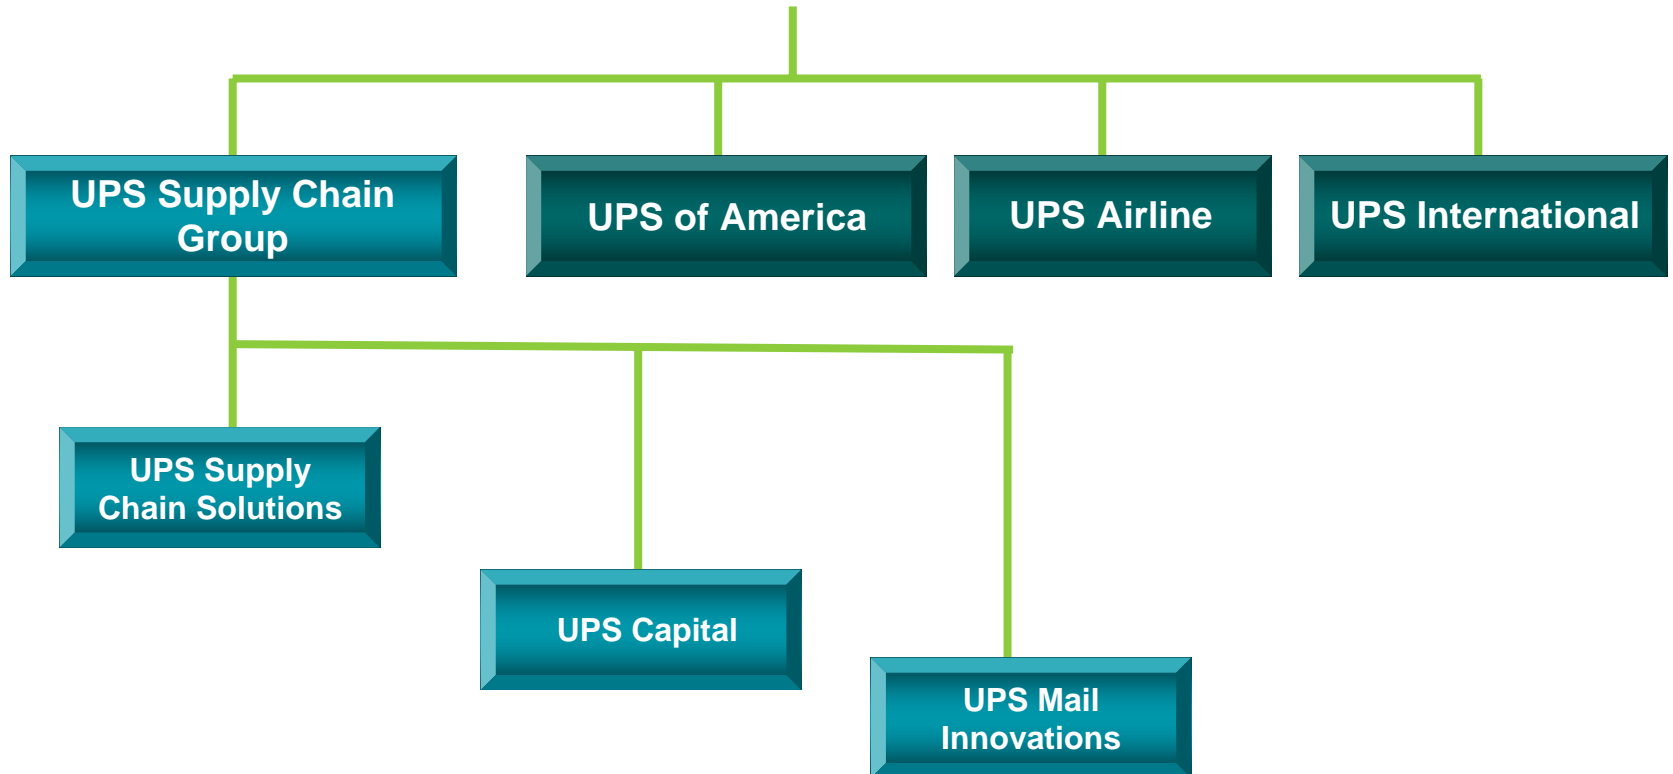 UPS Supply Chain
Group
UPS of America
UPS Airline
UPS International
UPS Supply
Chain Solutions
UPS Capital
UPS Mail
Innovations